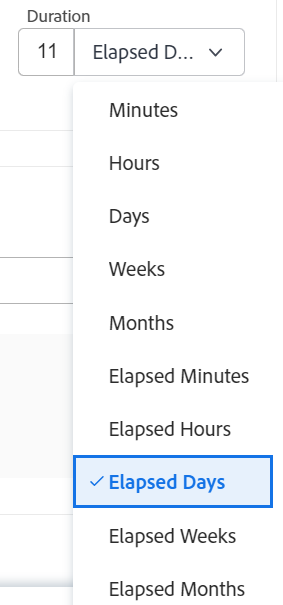 Duration
11 Elapsed D...
Minutes
Hours
Days
Weeks
Months
Elapsed Minutes
Elapsed Hours
Elapsed Days
Elapsed Weeks
Elapsed Months